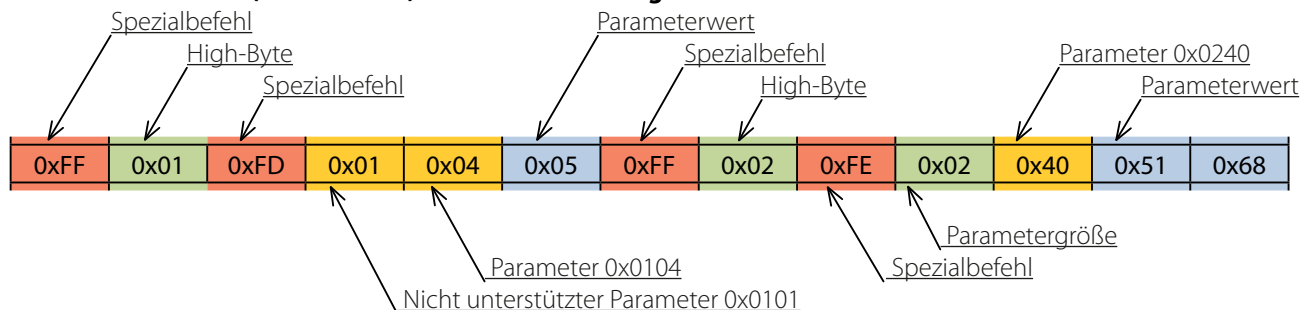 Spezialbefehl Parameterwert
High-Byte Spezialbefehl Parameter 0x0240
Spezialbefehl High-Byte Parameterwert
0xFF 0x01 0xFD 0x01 0x04 0x05 0xFF 0x02 0xFE 0x02 0x40 0x51 0x68
Parametergröße
Parameter 0x0104 Spezialbefehl
Nicht unterstützter Parameter 0x0101